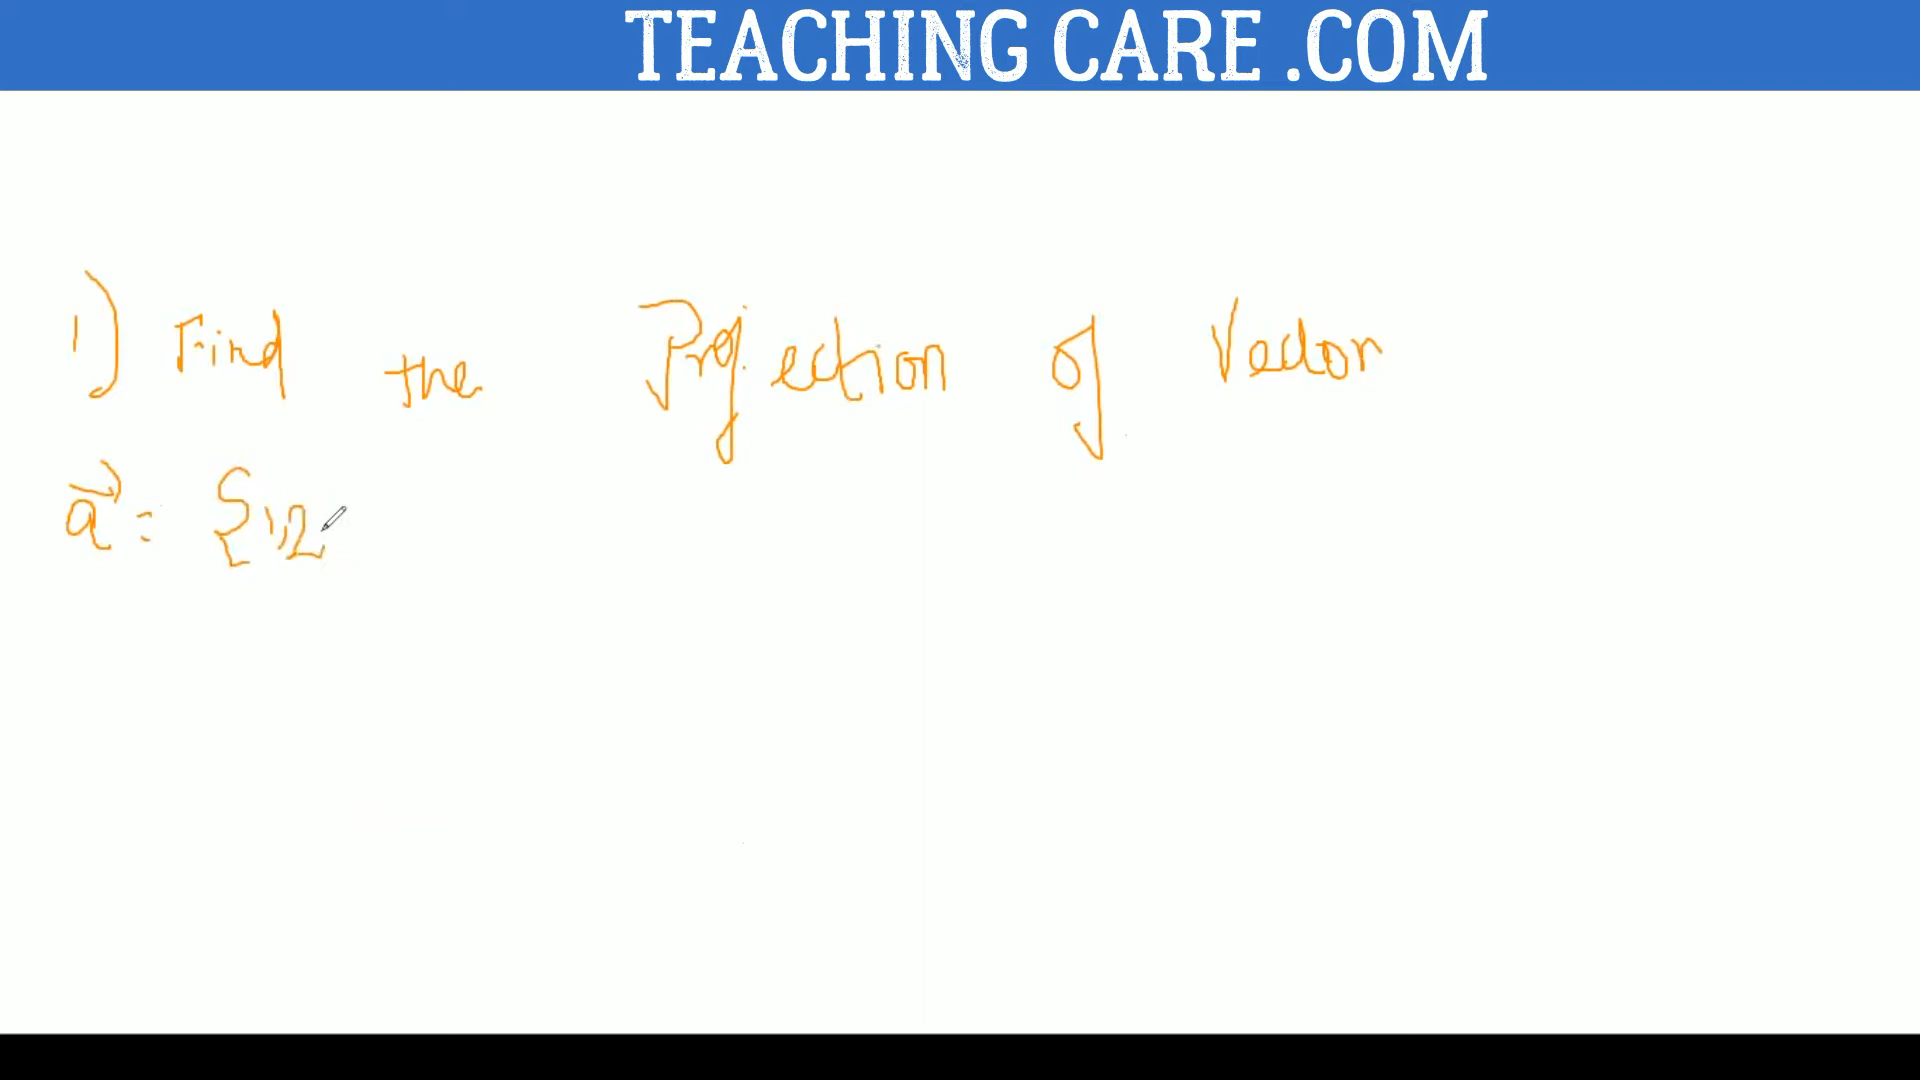 TEACHING CARE .COM
1) Find the Projection of Vector
a⃗ = {1,2